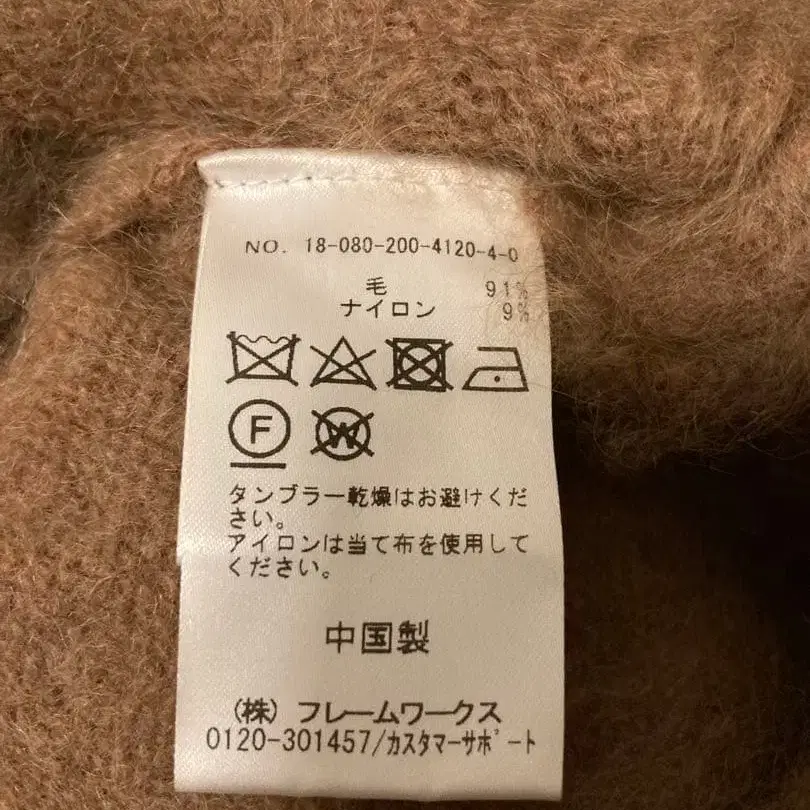 NO. 18-080-200-4120-4-0
毛 91%
ナイロン 9%
F
W
タンブラー乾燥はお避けくだ
さい。
アイロンは当て布を使用して
ください。
中国製
(株) フレームワークス
0120-301457/カスタマーサポート